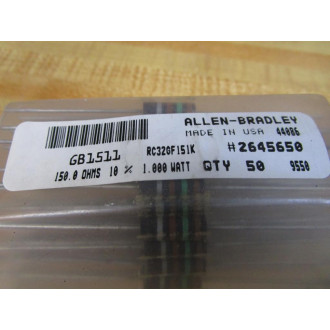 ALLEN-BRADLEY
MADE IN USA 44086
GB1511 RC32GF151K #2645650
150.0 OHMS 10 % 1.000 WATT QTY 50 9550